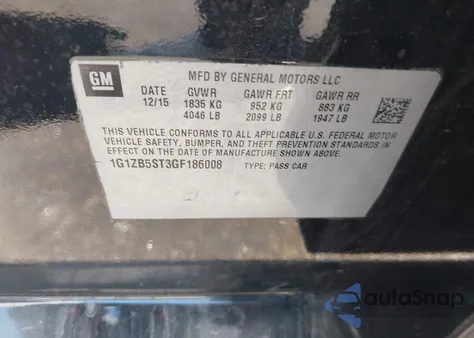 GM
MFD BY GENERAL MOTORS LLC
DATE GVWR GAWR FRT GAWR RR
12/15 1835 KG 952 KG 883 KG
4046 LB 2099 LB 1947 LB
THIS VEHICLE CONFORMS TO ALL APPLICABLE U.S. FEDERAL MOTOR
VEHICLE SAFETY, BUMPER, AND THEFT PREVENTION STANDARDS IN
EFFECT ON THE DATE OF MANUFACTURE SHOWN ABOVE.
1G1ZB5ST3GF186008 TYPE: PASS CAR
autoSnap